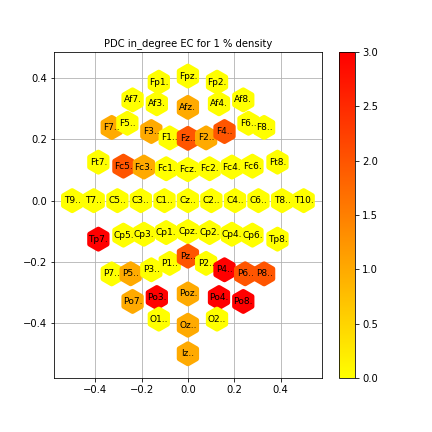 PDC in_degree EC for 1 % density
Fp1.. Fpz. Fp2..
Af7.. Af3.. Afz. Af4.. Af8..
F7.. F5.. F3.. F1.. Fz.. F2.. F4.. F6.. F8..
Ft7. Fc5. Fc3. Fc1. Fcz. Fc2. Fc4. Fc6. Ft8.
T9.. T7.. C5.. C3.. C1.. Cz.. C2.. C4.. C6.. T8.. T10.
Tp7. Cp5. Cp3. Cp1. Cpz. Cp2. Cp4. Cp6. Tp8.
P7.. P5.. P3.. P1.. Pz.. P2.. P4.. P6.. P8..
Po7. Po3. Poz. Po4. Po8.
O1.. Oz.. O2..
Iz..
0.4
0.2
0.0
−0.2
−0.4
−0.4 −0.2 0.0 0.2 0.4
3.0
2.5
2.0
1.5
1.0
0.5
0.0